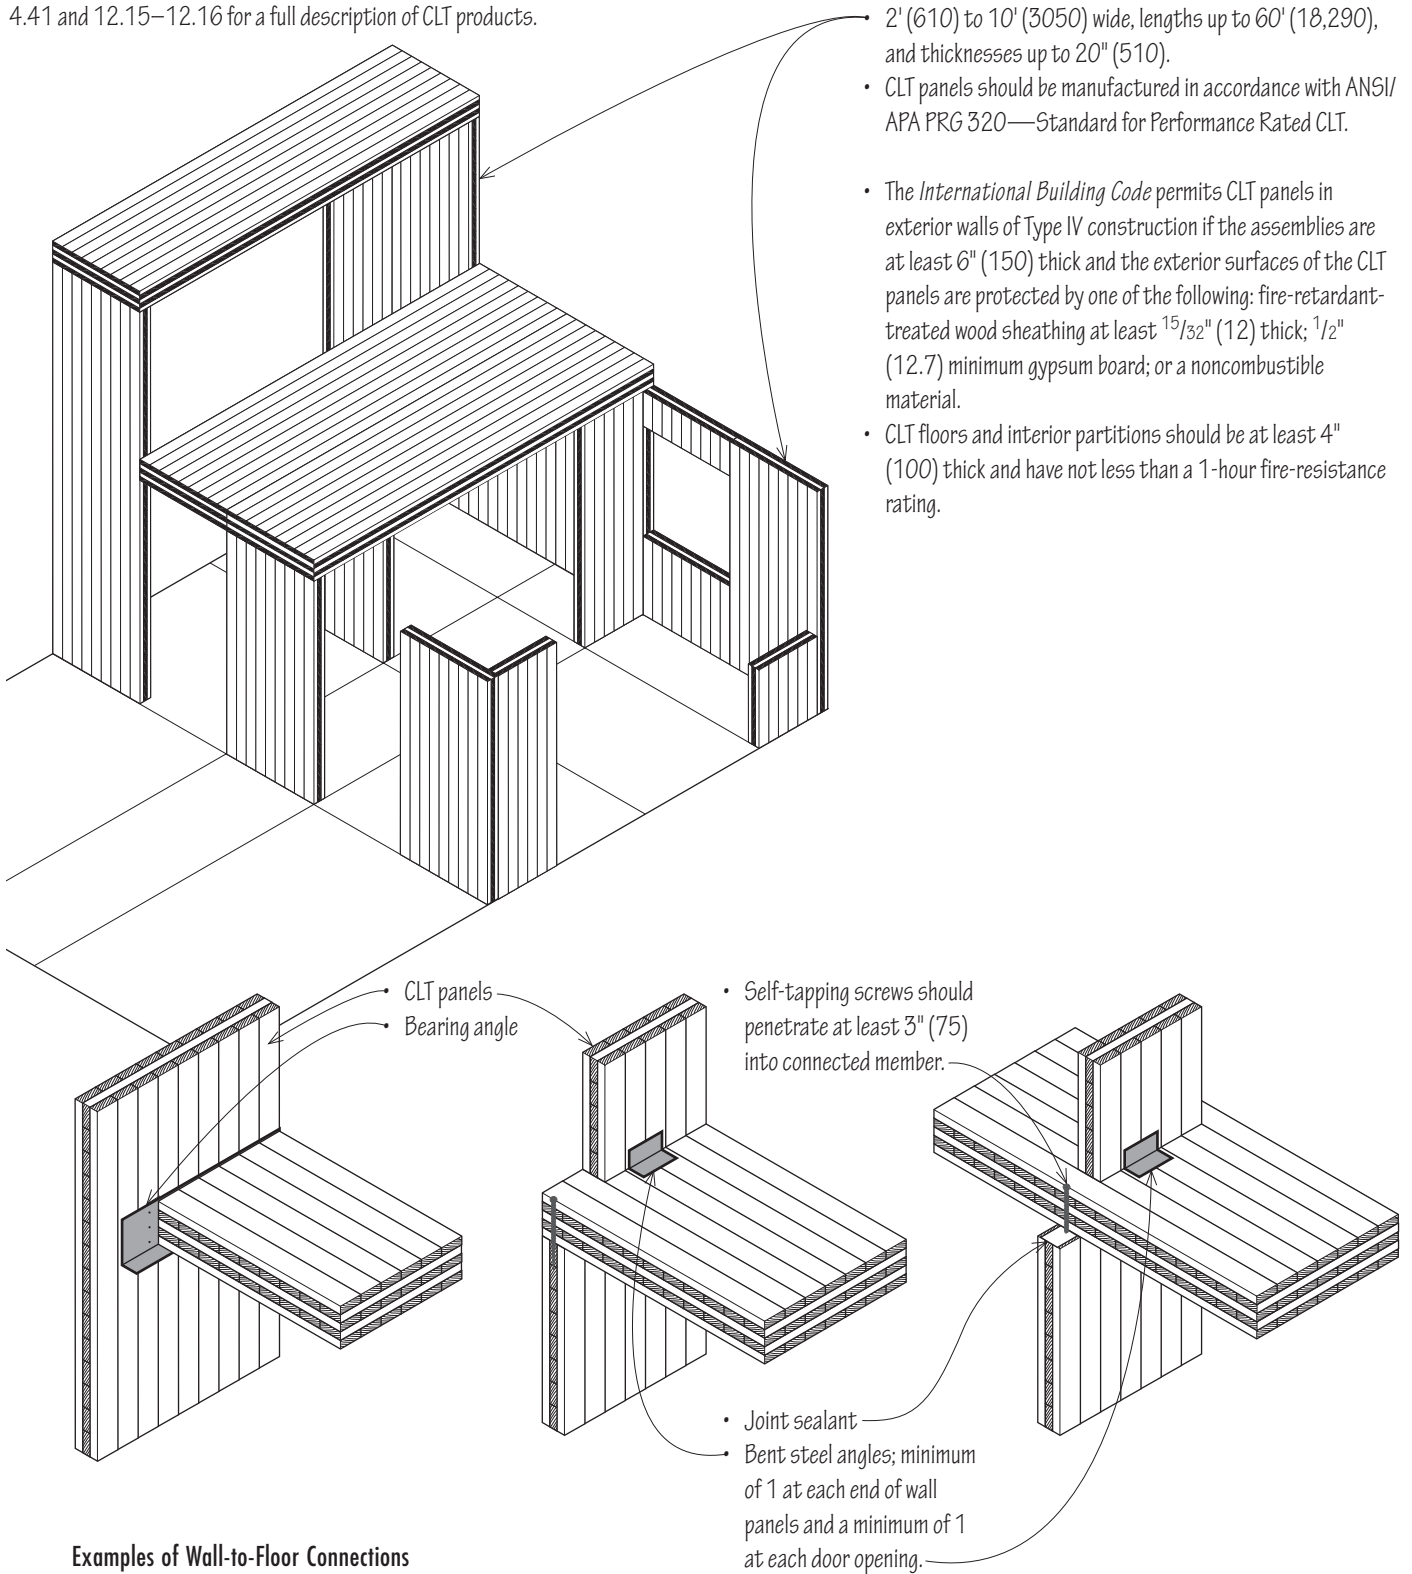 4.41 and 12.15–12.16 for a full description of CLT products.
• 2' (610) to 10' (3050) wide, lengths up to 60' (18,290),
and thicknesses up to 20" (510).
• CLT panels should be manufactured in accordance with ANSI/
APA PRG 320—Standard for Performance Rated CLT.
• The International Building Code permits CLT panels in
exterior walls of Type IV construction if the assemblies are
at least 6" (150) thick and the exterior surfaces of the CLT
panels are protected by one of the following: fire-retardant-
treated wood sheathing at least 15/32" (12) thick; 1/2"
(12.7) minimum gypsum board; or a noncombustible
material.
• CLT floors and interior partitions should be at least 4"
(100) thick and have not less than a 1-hour fire-resistance
rating.
• CLT panels
• Bearing angle
• Self-tapping screws should
penetrate at least 3" (75)
into connected member.
• Joint sealant
• Bent steel angles; minimum
of 1 at each end of wall
panels and a minimum of 1
at each door opening.
Examples of Wall-to-Floor Connections